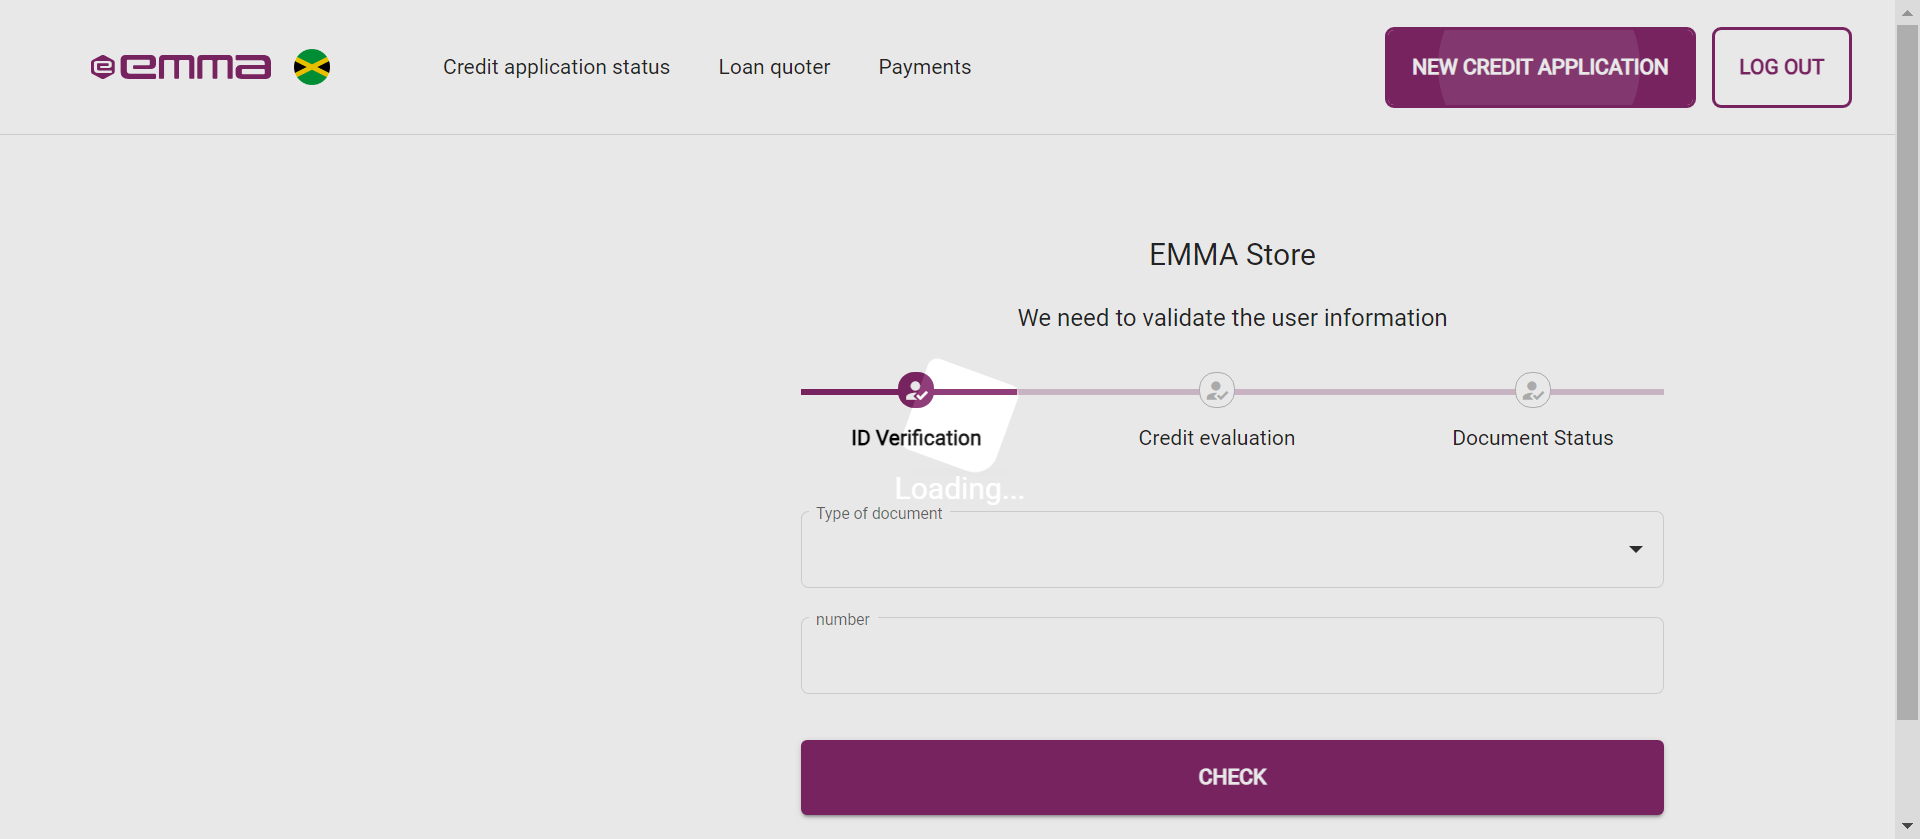 emma
Credit application status
Loan quoter
Payments
NEW CREDIT APPLICATION
LOG OUT
EMMA Store
We need to validate the user information
ID Verification
Credit evaluation
Document Status
Loading...
Type of document
number
CHECK